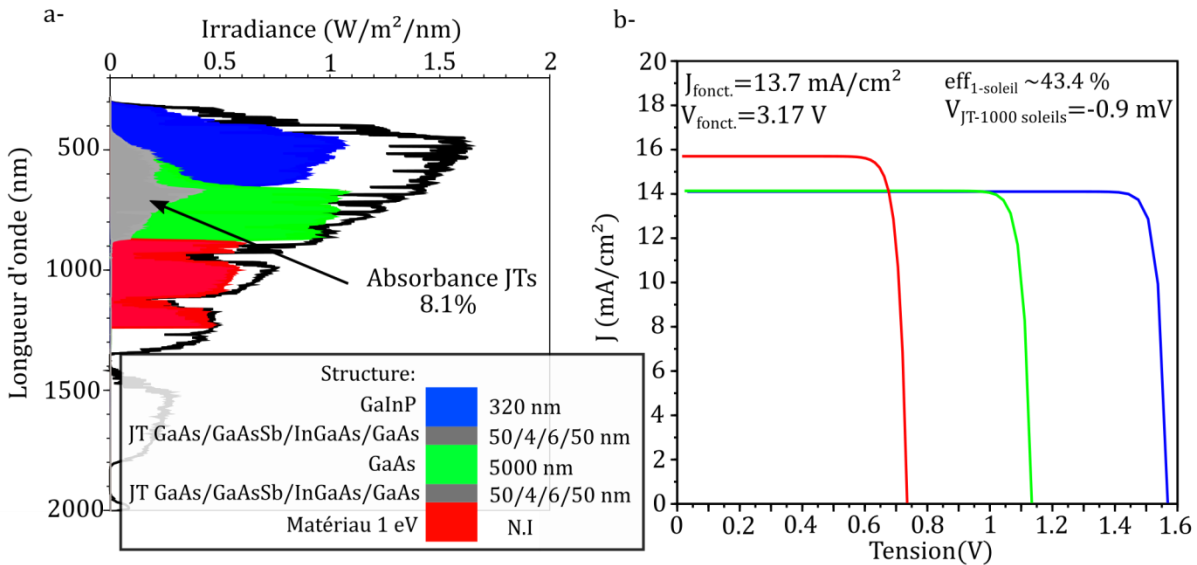 a-
Irradiance (W/m²/nm)
0 0.5 1 1.5 2
Longueur d'onde (nm)
500
1000
1500
2000
Absorbance JTs
8.1%
Structure:
GaInP 320 nm
JT GaAs/GaAsSb/InGaAs/GaAs 50/4/6/50 nm
GaAs 5000 nm
JT GaAs/GaAsSb/InGaAs/GaAs 50/4/6/50 nm
Matériau 1 eV N.I
b-
J (mA/cm²)
20
18
16
14
12
10
8
6
4
2
0
Jfonct.=13.7 mA/cm²
Vfonct.=3.17 V
eff1-soleil ~43.4 %
VJT-1000 soleils=-0.9 mV
0 0.2 0.4 0.6 0.8 1 1.2 1.4 1.6
Tension(V)